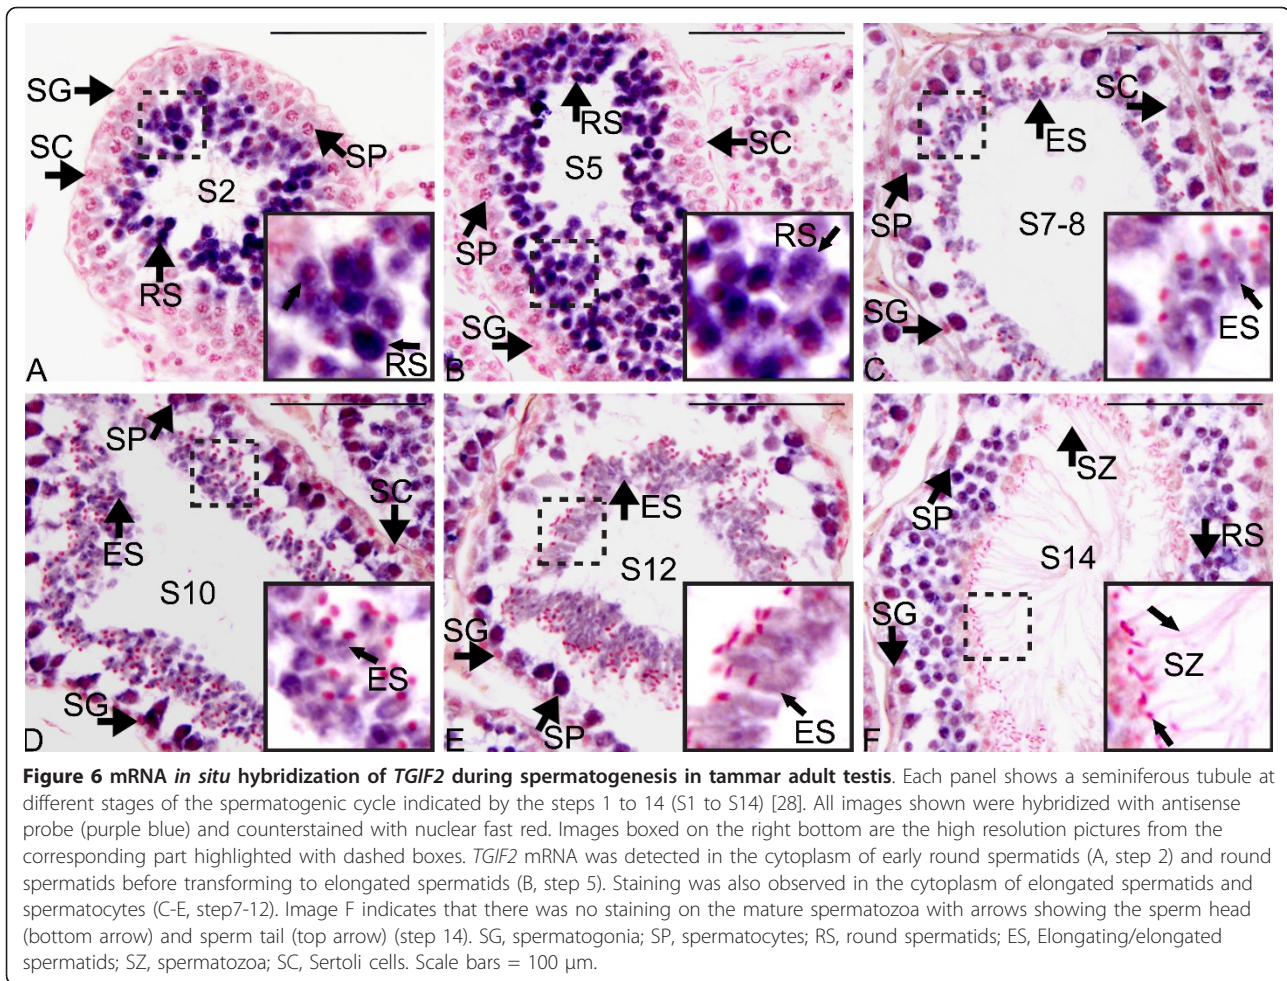 SG
SC
SP
S2
RS
RS
A
RS
SC
S5
SP
RS
SG
B
SC
ES
SP
S7-8
SG
ES
C
SP
SC
ES
S10
SG
ES
D
ES
S12
SG
SP
ES
E
SZ
SP
RS
S14
SG
SZ
F
Figure 6 mRNA in situ hybridization of TGIF2 during spermatogenesis in tammar adult testis. Each panel shows a seminiferous tubule at
different stages of the spermatogenic cycle indicated by the steps 1 to 14 (S1 to S14) [28]. All images shown were hybridized with antisense
probe (purple blue) and counterstained with nuclear fast red. Images boxed on the right bottom are the high resolution pictures from the
corresponding part highlighted with dashed boxes. TGIF2 mRNA was detected in the cytoplasm of early round spermatids (A, step 2) and round
spermatids before transforming to elongated spermatids (B, step 5). Staining was also observed in the cytoplasm of elongated spermatids and
spermatocytes (C-E, step7-12). Image F indicates that there was no staining on the mature spermatozoa with arrows showing the sperm head
(bottom arrow) and sperm tail (top arrow) (step 14). SG, spermatogonia; SP, spermatocytes; RS, round spermatids; ES, Elongating/elongated
spermatids; SZ, spermatozoa; SC, Sertoli cells. Scale bars = 100 μm.